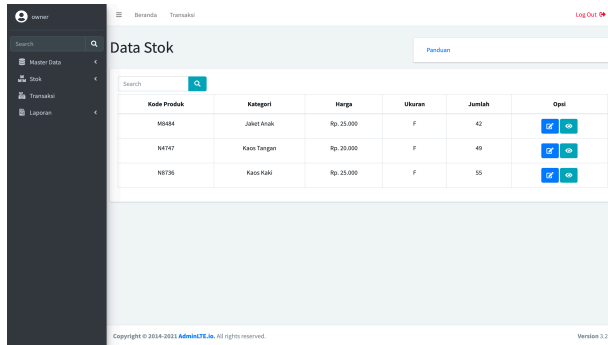 owner
Beranda Transaksi
Log Out
Search
Master Data
Stok
Transaksi
Laporan
Data Stok
Panduan
Search
Kode Produk Kategori Harga Ukuran Jumlah Opsi
M8484 Jaket Anak Rp. 25.000 F 42
N4747 Kaos Tangan Rp. 20.000 F 49
N8736 Kaos Kaki Rp. 25.000 F 55
Copyright © 2014-2021 AdminLTE.io. All rights reserved.
Version 3.2